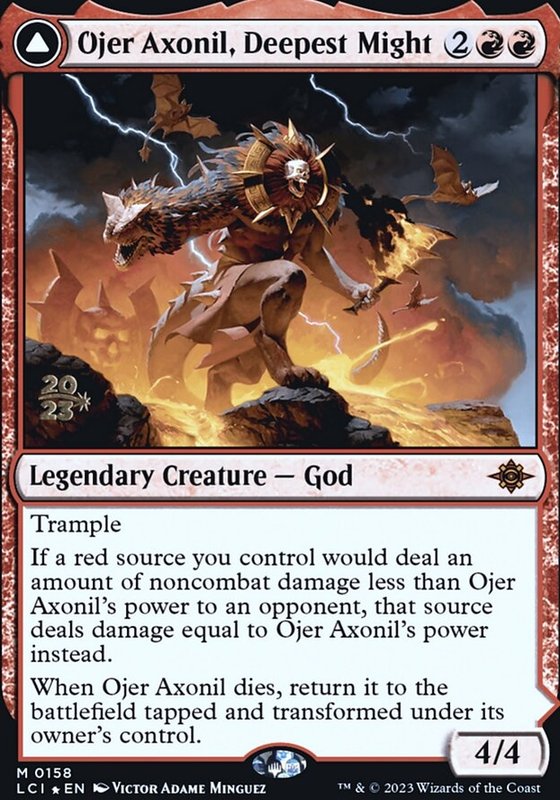 Ojer Axonil, Deepest Might 2
20
23
Legendary Creature — God
Trample
If a red source you control would deal an
amount of noncombat damage less than Ojer
Axonil's power to an opponent, that source
deals damage equal to Ojer Axonil's power
instead.
When Ojer Axonil dies, return it to the
battlefield tapped and transformed under its
owner's control.
4/4
M 0158
LCI ★ EN Victor Adame Minguez
™ & © 2023 Wizards of the Coast